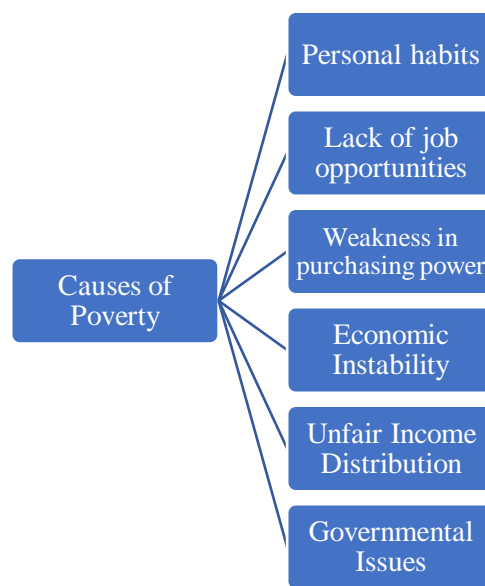 Causes of
Poverty
Personal habits
Lack of job
opportunities
Weakness in
purchasing power
Economic
Instability
Unfair Income
Distribution
Governmental
Issues